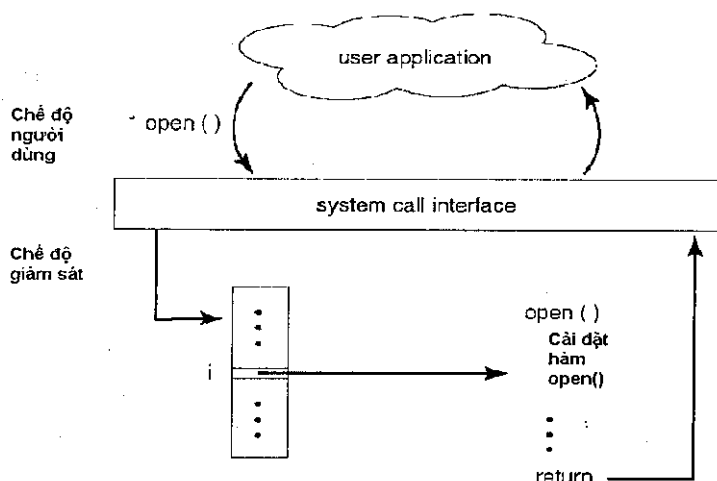 user application
Chế độ
người
dùng
open ( )
system call interface
Chế độ
giảm sát
open ( )
Cài đặt
hàm
open()
i
return